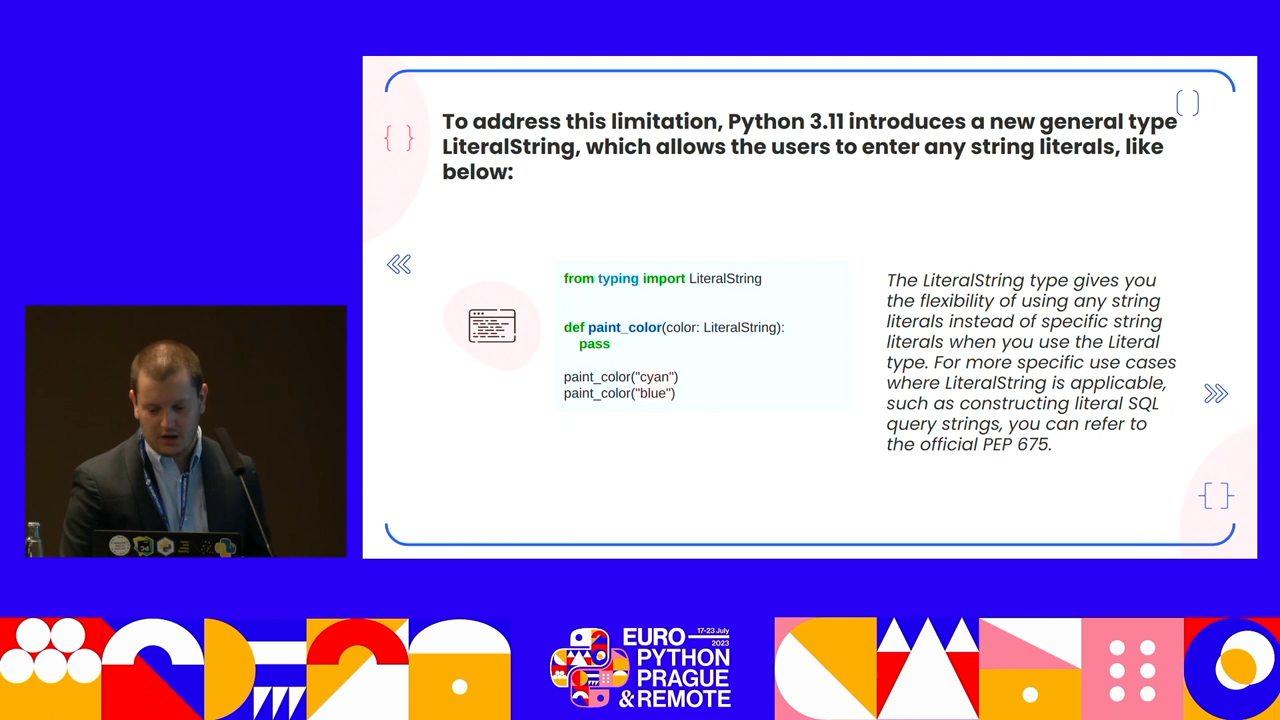 To address this limitation, Python 3.11 introduces a new general type
LiteralString, which allows the users to enter any string literals, like
below:
from typing import LiteralString
def paint_color(color: LiteralString):
pass
paint_color("cyan")
paint_color("blue")
The LiteralString type gives you
the flexibility of using any string
literals instead of specific string
literals when you use the Literal
type. For more specific use cases
where LiteralString is applicable,
such as constructing literal SQL
query strings, you can refer to
the official PEP 675.
EURO 17-23 July
2023
PYTHON
PRAGUE
& REMOTE